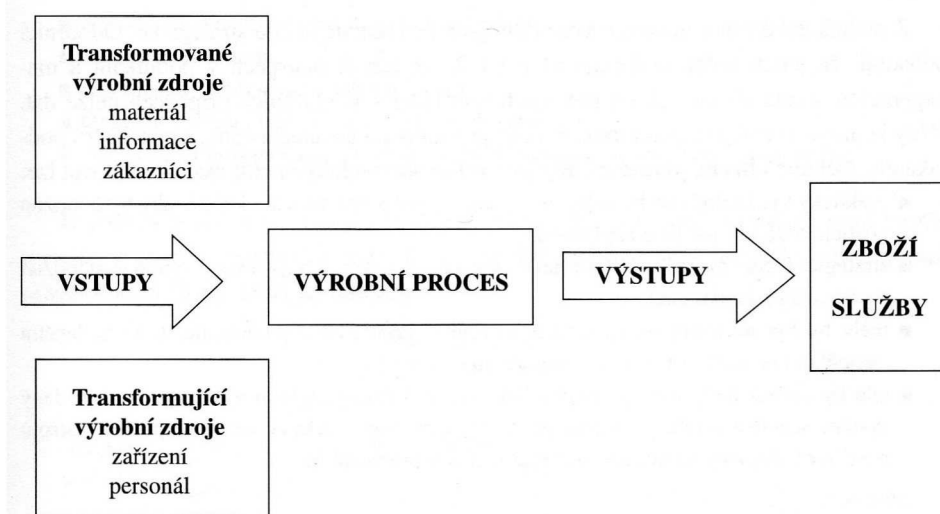 Transformované
výrobní zdroje
materiál
informace
zákazníci
VSTUPY
VÝROBNÍ PROCES
VÝSTUPY
ZBOŽÍ
SLUŽBY
Transformující
výrobní zdroje
zařízení
personál